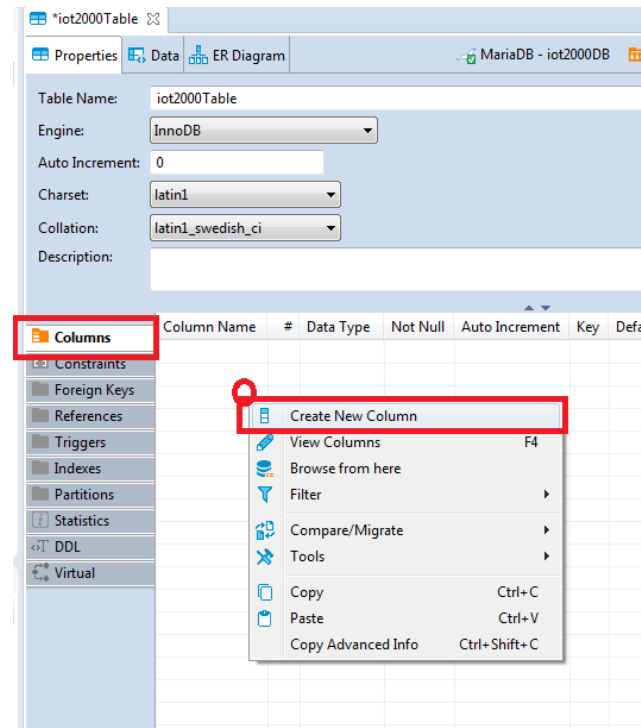 *iot2000Table
Properties Data ER Diagram MariaDB - iot2000DB
Table Name: iot2000Table
Engine: InnoDB
Auto Increment: 0
Charset: latin1
Collation: latin1_swedish_ci
Description:
Columns
Column Name # Data Type Not Null Auto Increment Key Defa
Constraints
Foreign Keys
References
Triggers
Indexes
Partitions
Statistics
DDL
Virtual
Create New Column
View Columns F4
Browse from here
Filter
Compare/Migrate
Tools
Copy Ctrl+C
Paste Ctrl+V
Copy Advanced Info Ctrl+Shift+C